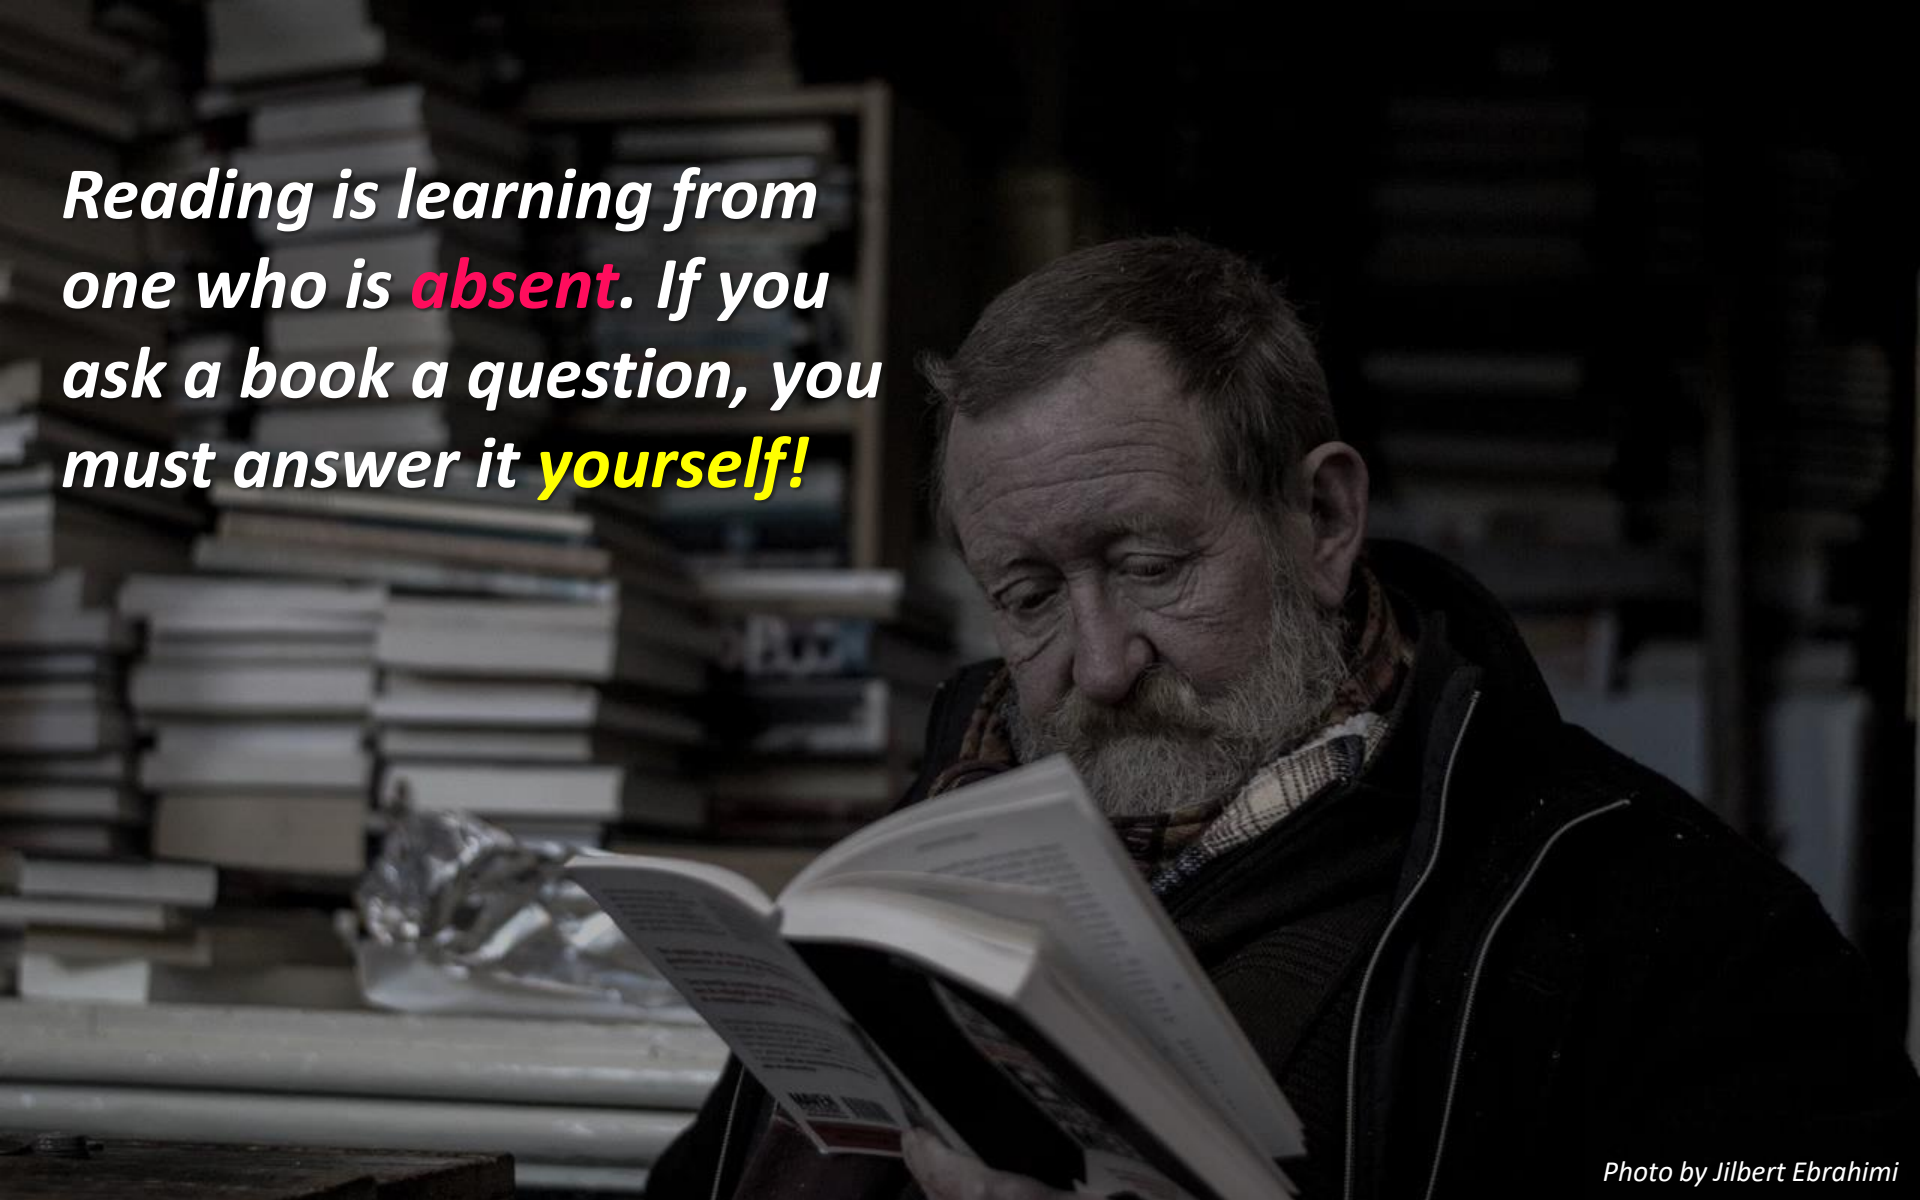 Reading is learning from
one who is absent. If you
ask a book a question, you
must answer it yourself!
Photo by Jilbert Ebrahimi